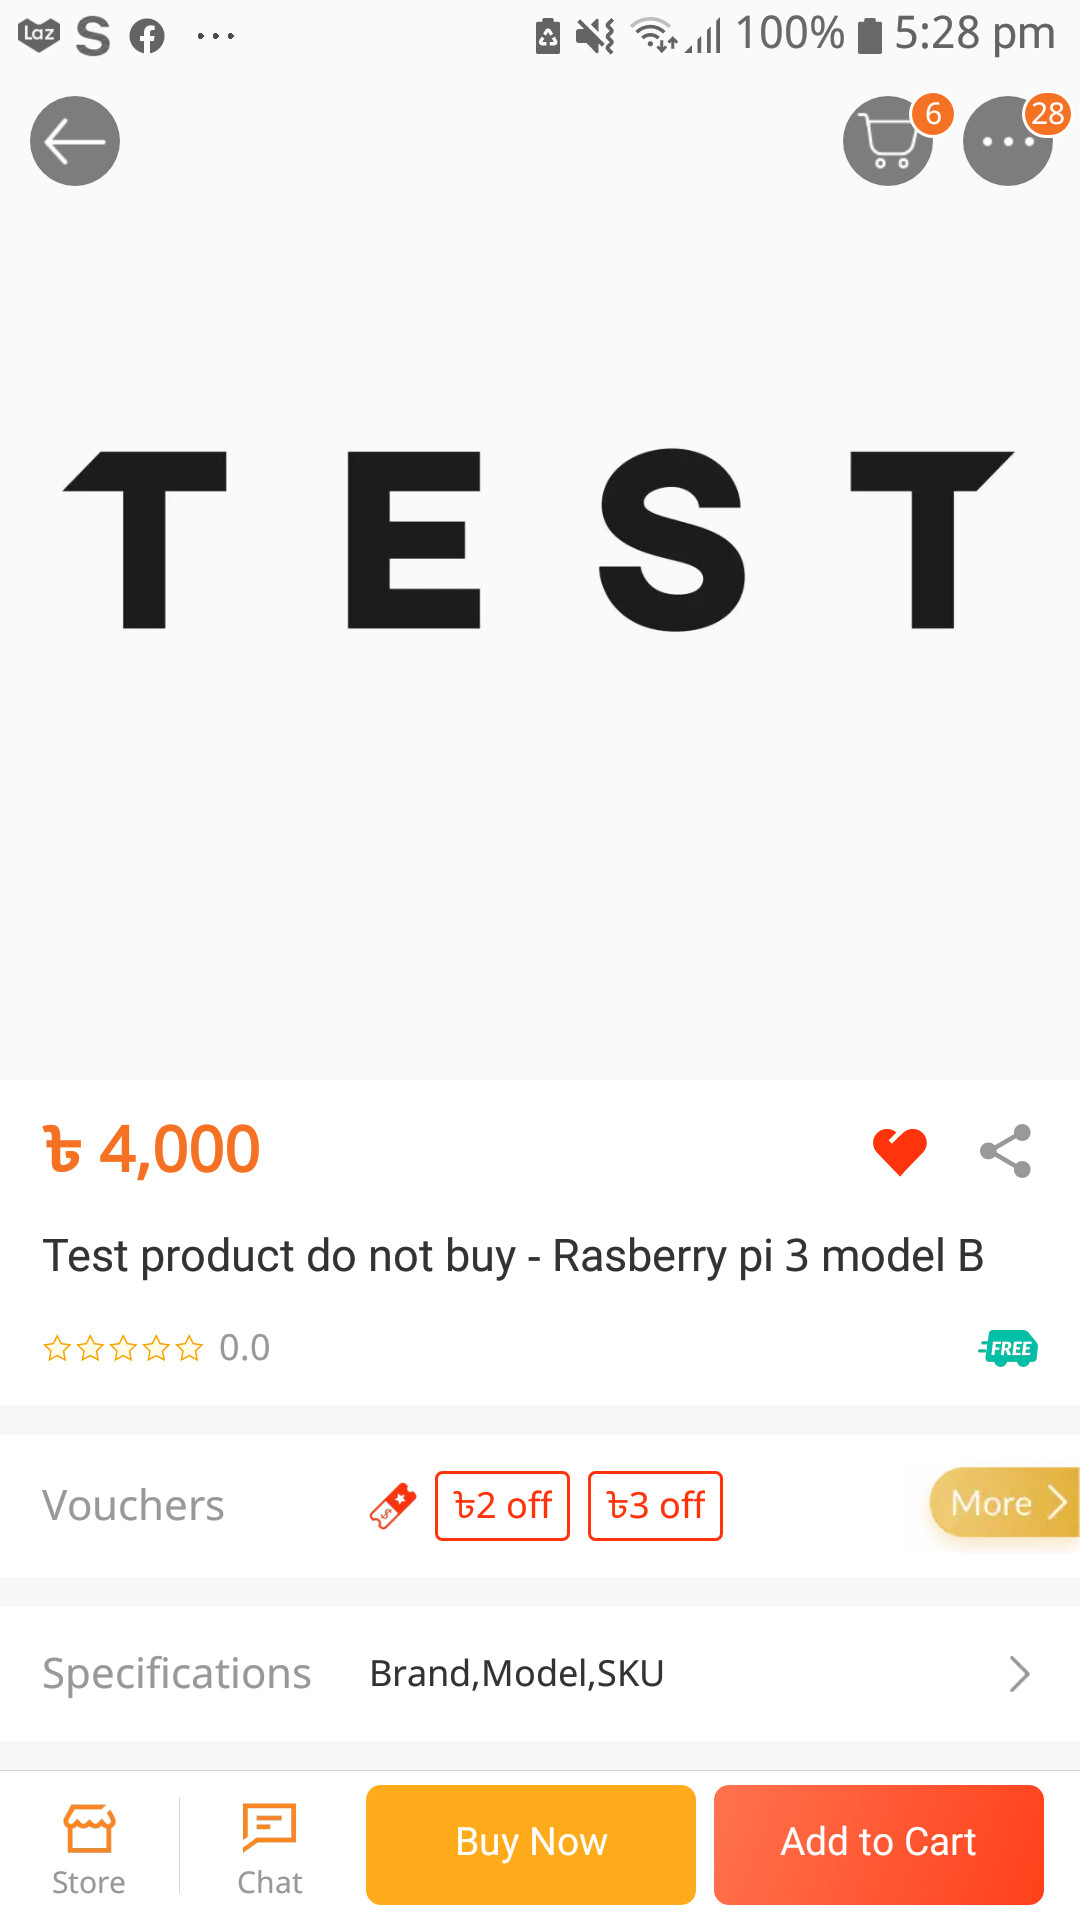 Laz S 100% 5:28 pm
6 28
TEST
৳ 4,000
Test product do not buy - Rasberry pi 3 model B
0.0 FREE
Vouchers ৳2 off ৳3 off More
Specifications Brand,Model,SKU
Store Chat Buy Now Add to Cart